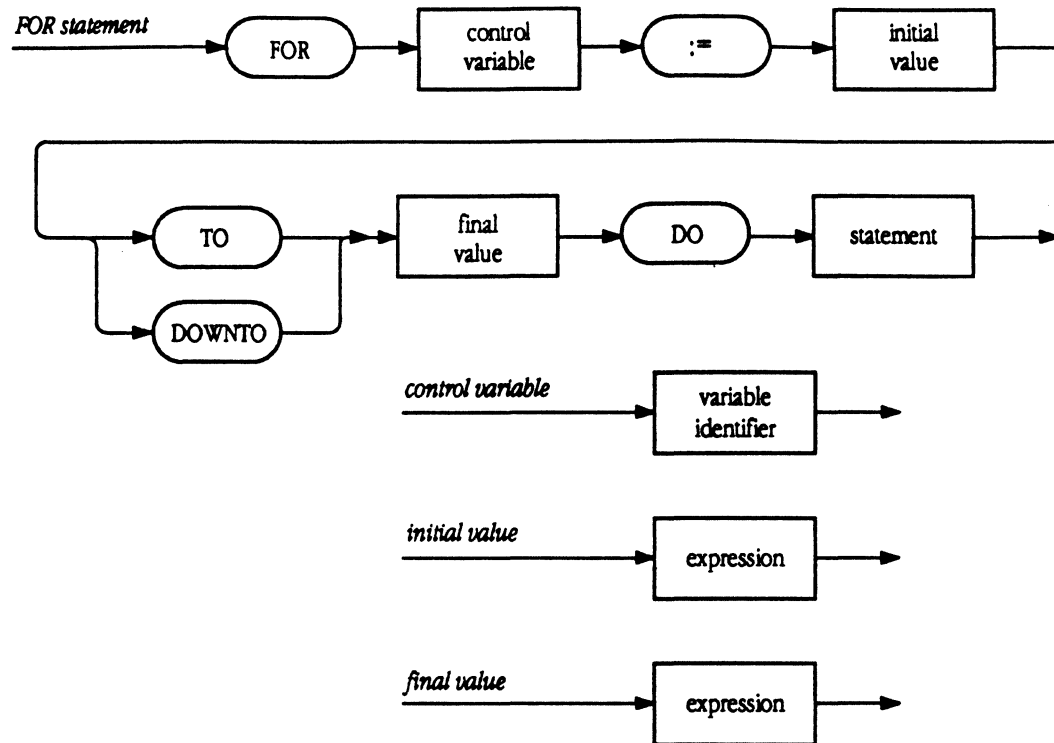 FOR statement
FOR
control
variable
:=
initial
value
TO
final
value
DO
statement
DOWNTO
control variable
variable
identifier
initial value
expression
final value
expression